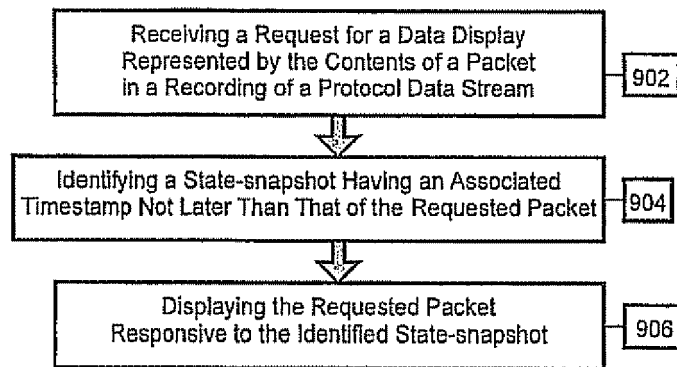 Receiving a Request for a Data Display
Represented by the Contents of a Packet
in a Recording of a Protocol Data Stream
902
Identifying a State-snapshot Having an Associated
Timestamp Not Later Than That of the Requested Packet
904
Displaying the Requested Packet
Responsive to the Identified State-snapshot
906